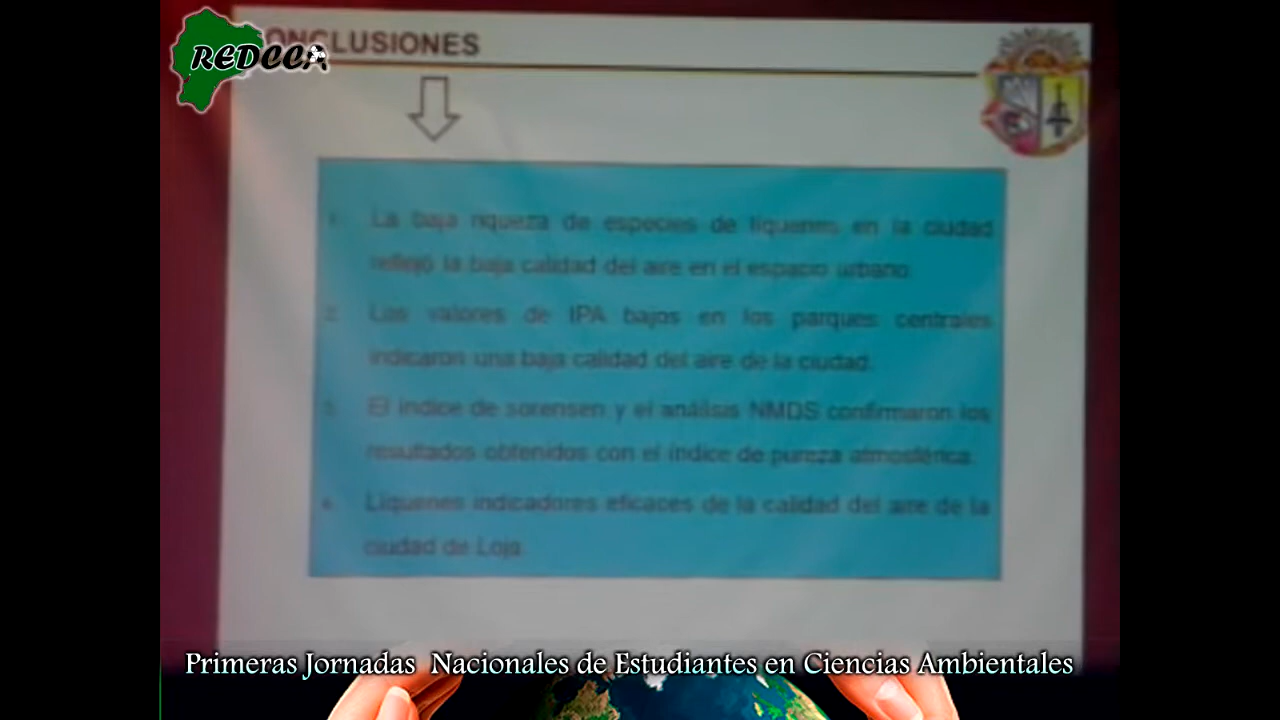 REDCCA
CONCLUSIONES
1. La baja riqueza de especies de líquenes en la ciudad
reflejó la baja calidad del aire en el espacio urbano.
2. Los valores de IPA bajos en los parques centrales
indicaron una baja calidad del aire de la ciudad.
3. El índice de sorensen y el análisis NMDS confirmaron los
resultados obtenidos con el índice de pureza atmosférica.
4. Líquenes indicadores eficaces de la calidad del aire de la
ciudad de Loja.
Primeras Jornadas Nacionales de Estudiantes en Ciencias Ambientales